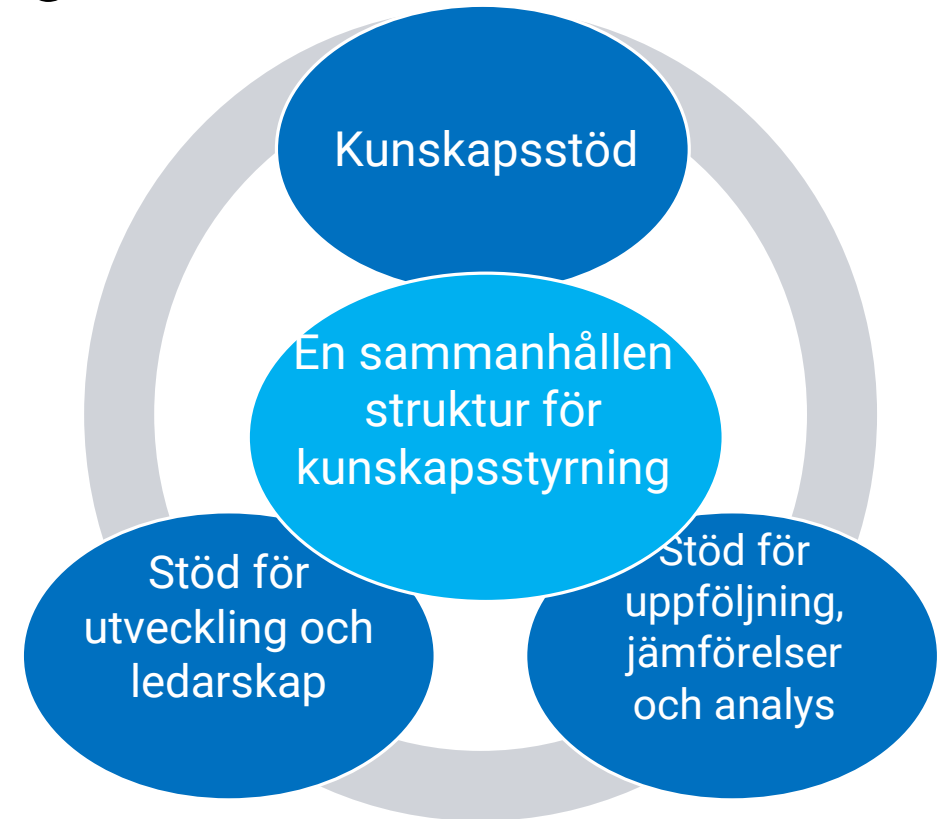 Kunskapsstöd
En sammanhållen
struktur för
kunskapsstyrning
Stöd för
utveckling och
ledarskap
Stöd för
uppföljning,
jämförelser
och analys